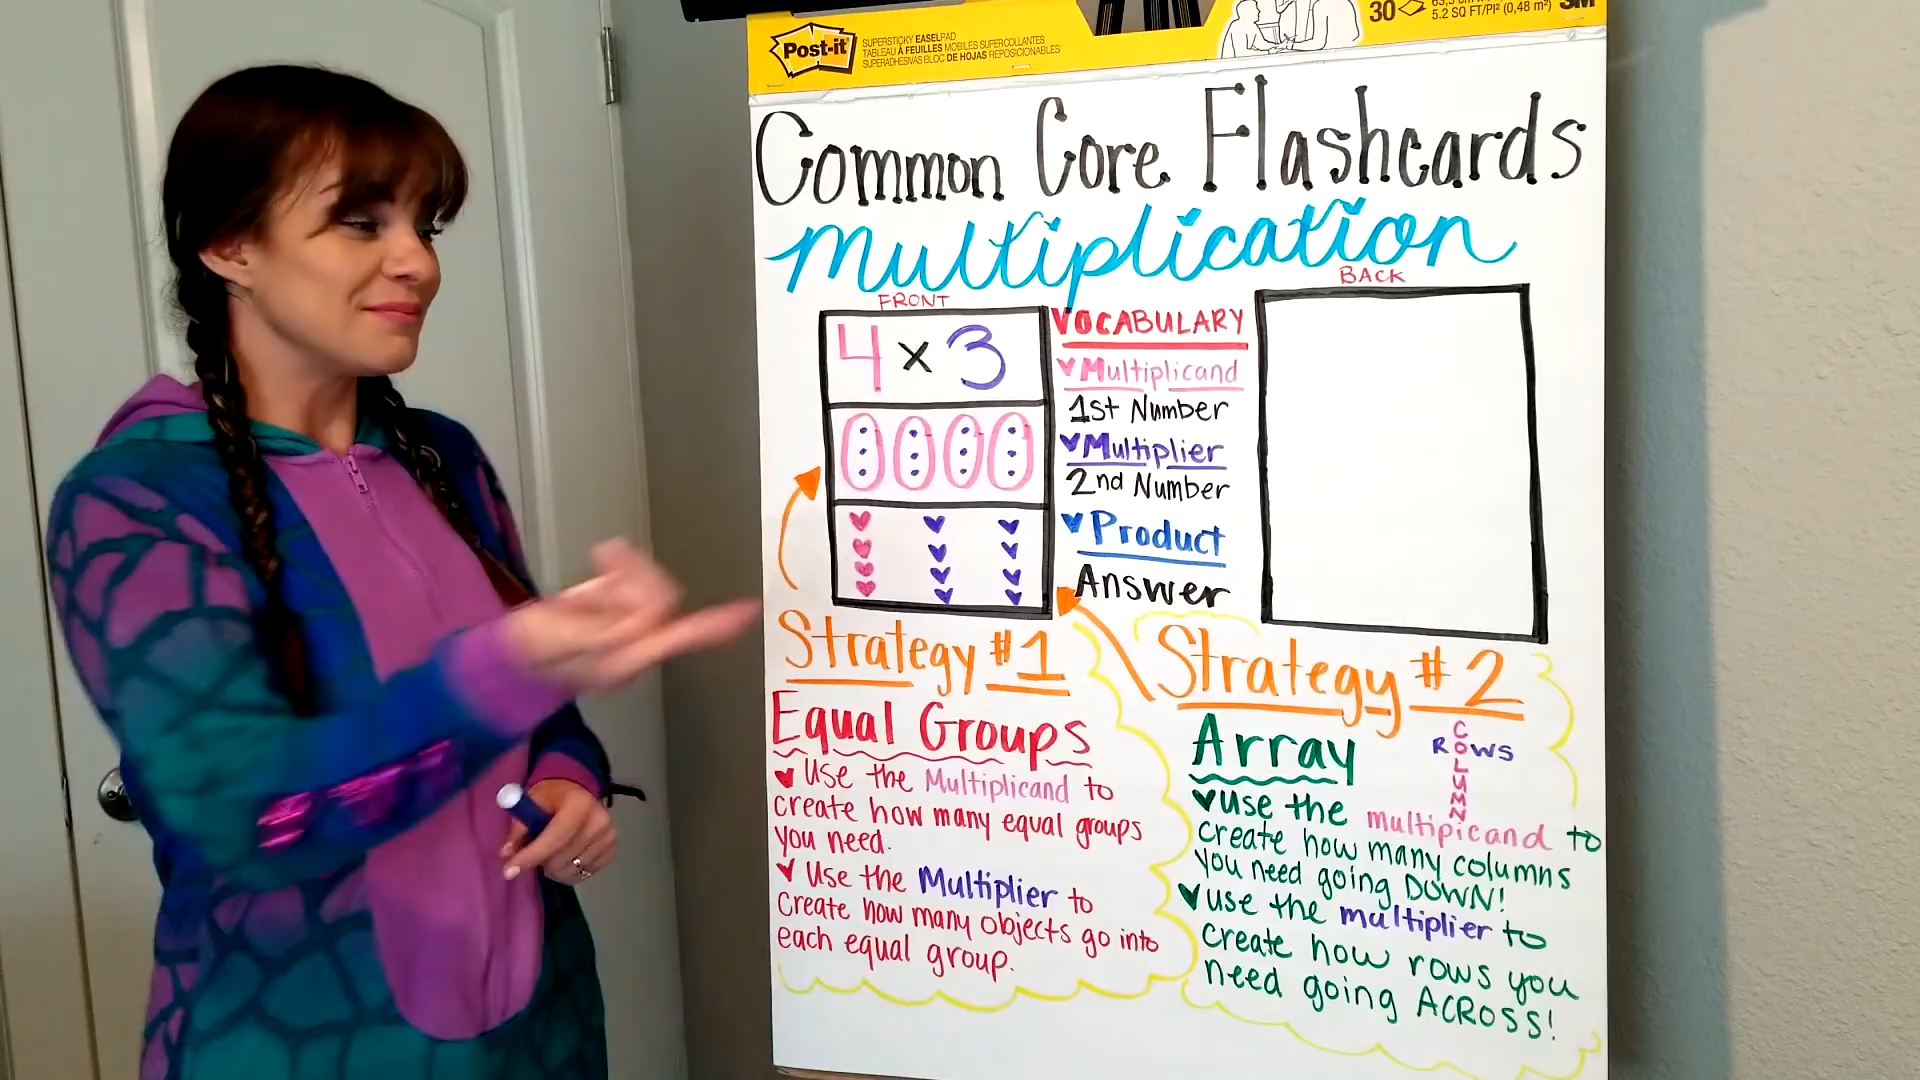 Post-it
SUPERSTICKY EASELPAD
TABLEAU À FEUILLES MOBILES SUPERCOLLANTES
SUPERADHESIVAS BLOC DE HOJAS REPOSICIONABLES
30
5.2 SQ FT/PI² (0,48 m²)
3M
Common Core Flashcards
Multiplication
FRONT
4 x 3
VOCABULARY
Multiplicand
1st Number
Multiplier
2nd Number
Product
Answer
BACK
Strategy #1
Equal Groups
Use the Multiplicand to
create how many equal groups
you need.
Use the Multiplier to
Create how many objects go into
each equal group.
Strategy #2
Array
ROWS
COLUMN
use the multipicand to
create how many columns
you need going DOWN!
use the multiplier to
create how rows you
need going ACROSS!